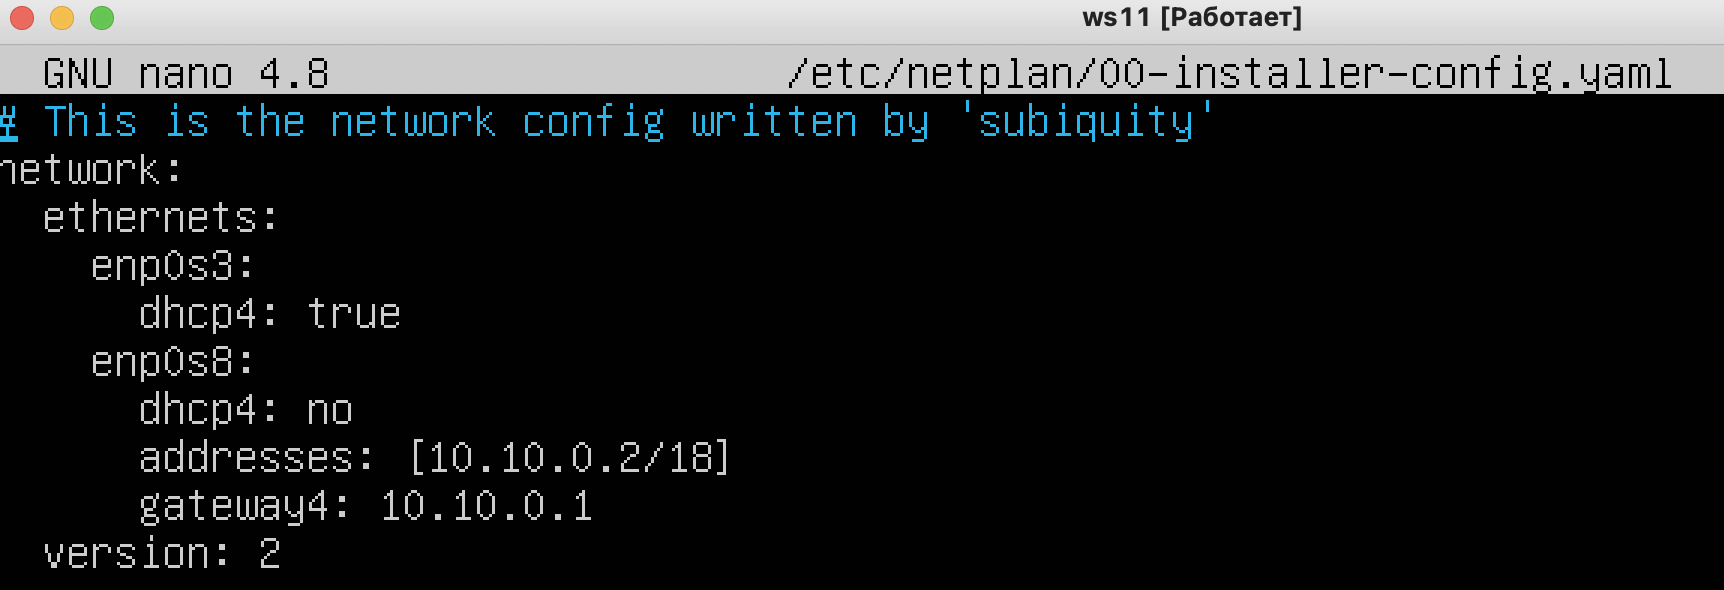 ws11 [Работает]
GNU nano 4.8 /etc/netplan/00-installer-config.yaml
# This is the network config written by 'subiquity'
network:
  ethernets:
    enp0s3:
      dhcp4: true
    enp0s8:
      dhcp4: no
      addresses: [10.10.0.2/18]
      gateway4: 10.10.0.1
  version: 2